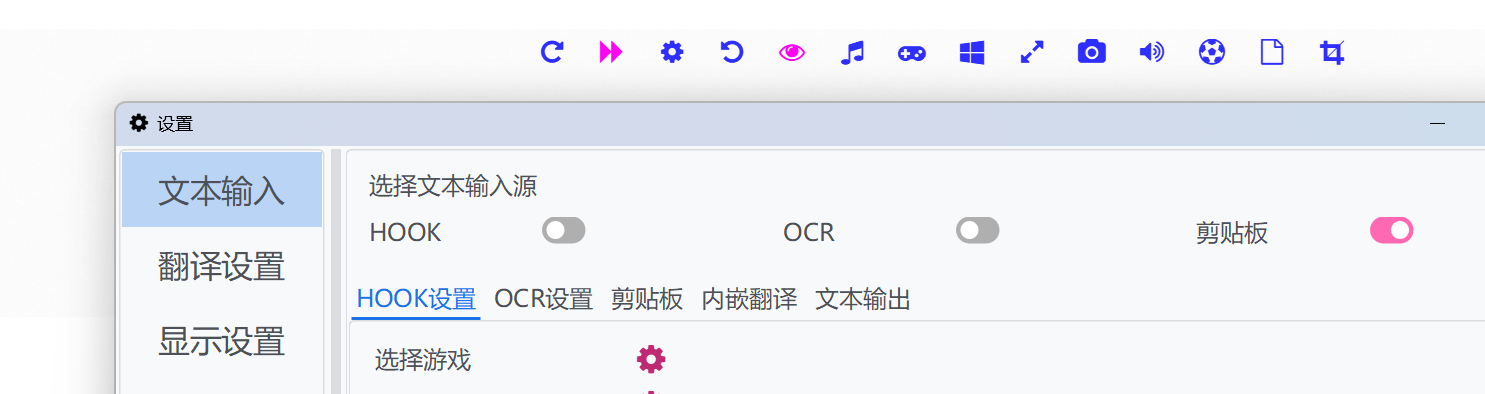 设置
文本输入
翻译设置
显示设置
选择文本输入源
HOOK OCR 剪贴板
HOOK设置 OCR设置 剪贴板 内嵌翻译 文本输出
选择游戏